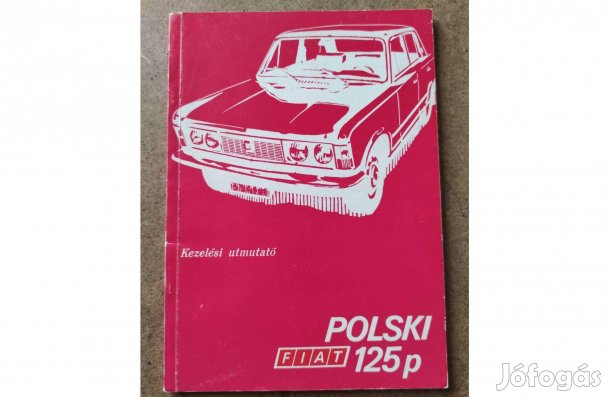 Kezelési utmutató
POLSKI
FIAT 125p
Jófogás